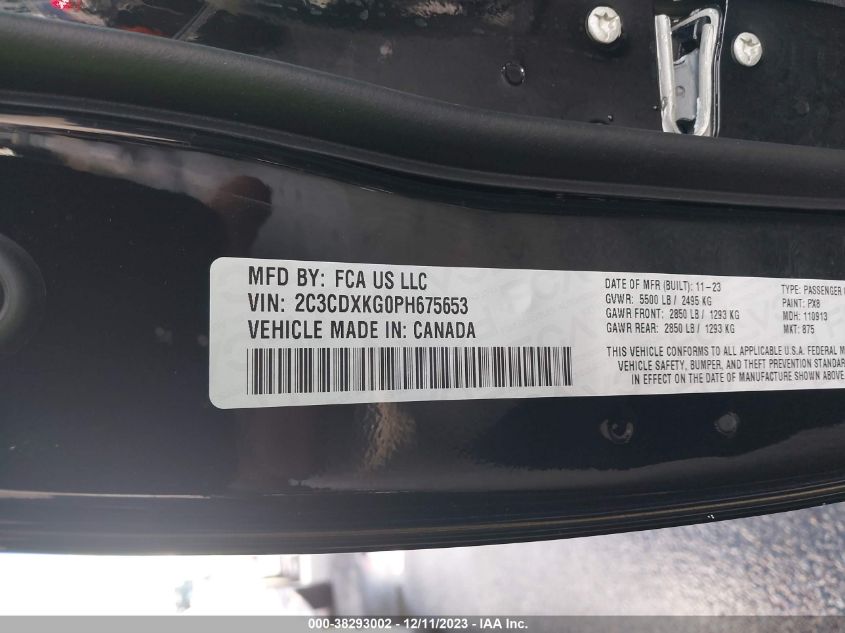 MFD BY: FCA US LLC
VIN: 2C3CDXKG0PH675653
VEHICLE MADE IN: CANADA
DATE OF MFR (BUILT): 11-23
GVWR: 5500 LB / 2495 KG
GAWR FRONT: 2850 LB / 1293 KG
GAWR REAR: 2850 LB / 1293 KG
TYPE: PASSENGER
PAINT: PX8
MDH: 110913
MKT: 875
THIS VEHICLE CONFORMS TO ALL APPLICABLE U.S.A. FEDERAL
VEHICLE SAFETY, BUMPER, AND THEFT PREVENTION
IN EFFECT ON THE DATE OF MANUFACTURE SHOWN ABOVE.
000-38293002 - 12/11/2023 - IAA Inc.